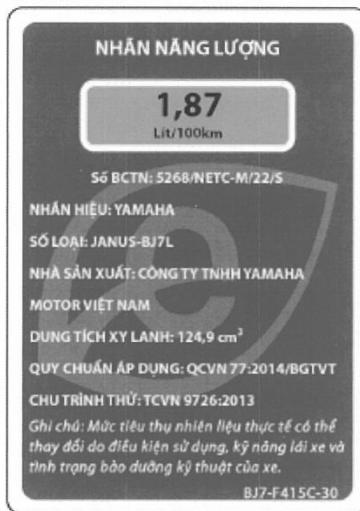 NHÃN NĂNG LƯỢNG
1,87
Lít/100km
Số BCTN: 5268/NETC-M/22/S
NHÃN HIỆU: YAMAHA
SỐ LOẠI: JANUS-BJ7L
NHÀ SẢN XUẤT: CÔNG TY TNHH YAMAHA
MOTOR VIỆT NAM
DUNG TÍCH XY LANH: 124,9 cm³
QUY CHUẨN ÁP DỤNG: QCVN 77:2014/BGTVT
CHU TRÌNH THỬ: TCVN 9726:2013
Ghi chú: Mức tiêu thụ nhiên liệu thực tế có thể
thay đổi do điều kiện sử dụng, kỹ năng lái xe và
tình trạng bảo dưỡng kỹ thuật của xe.
BJ7-F415C-30